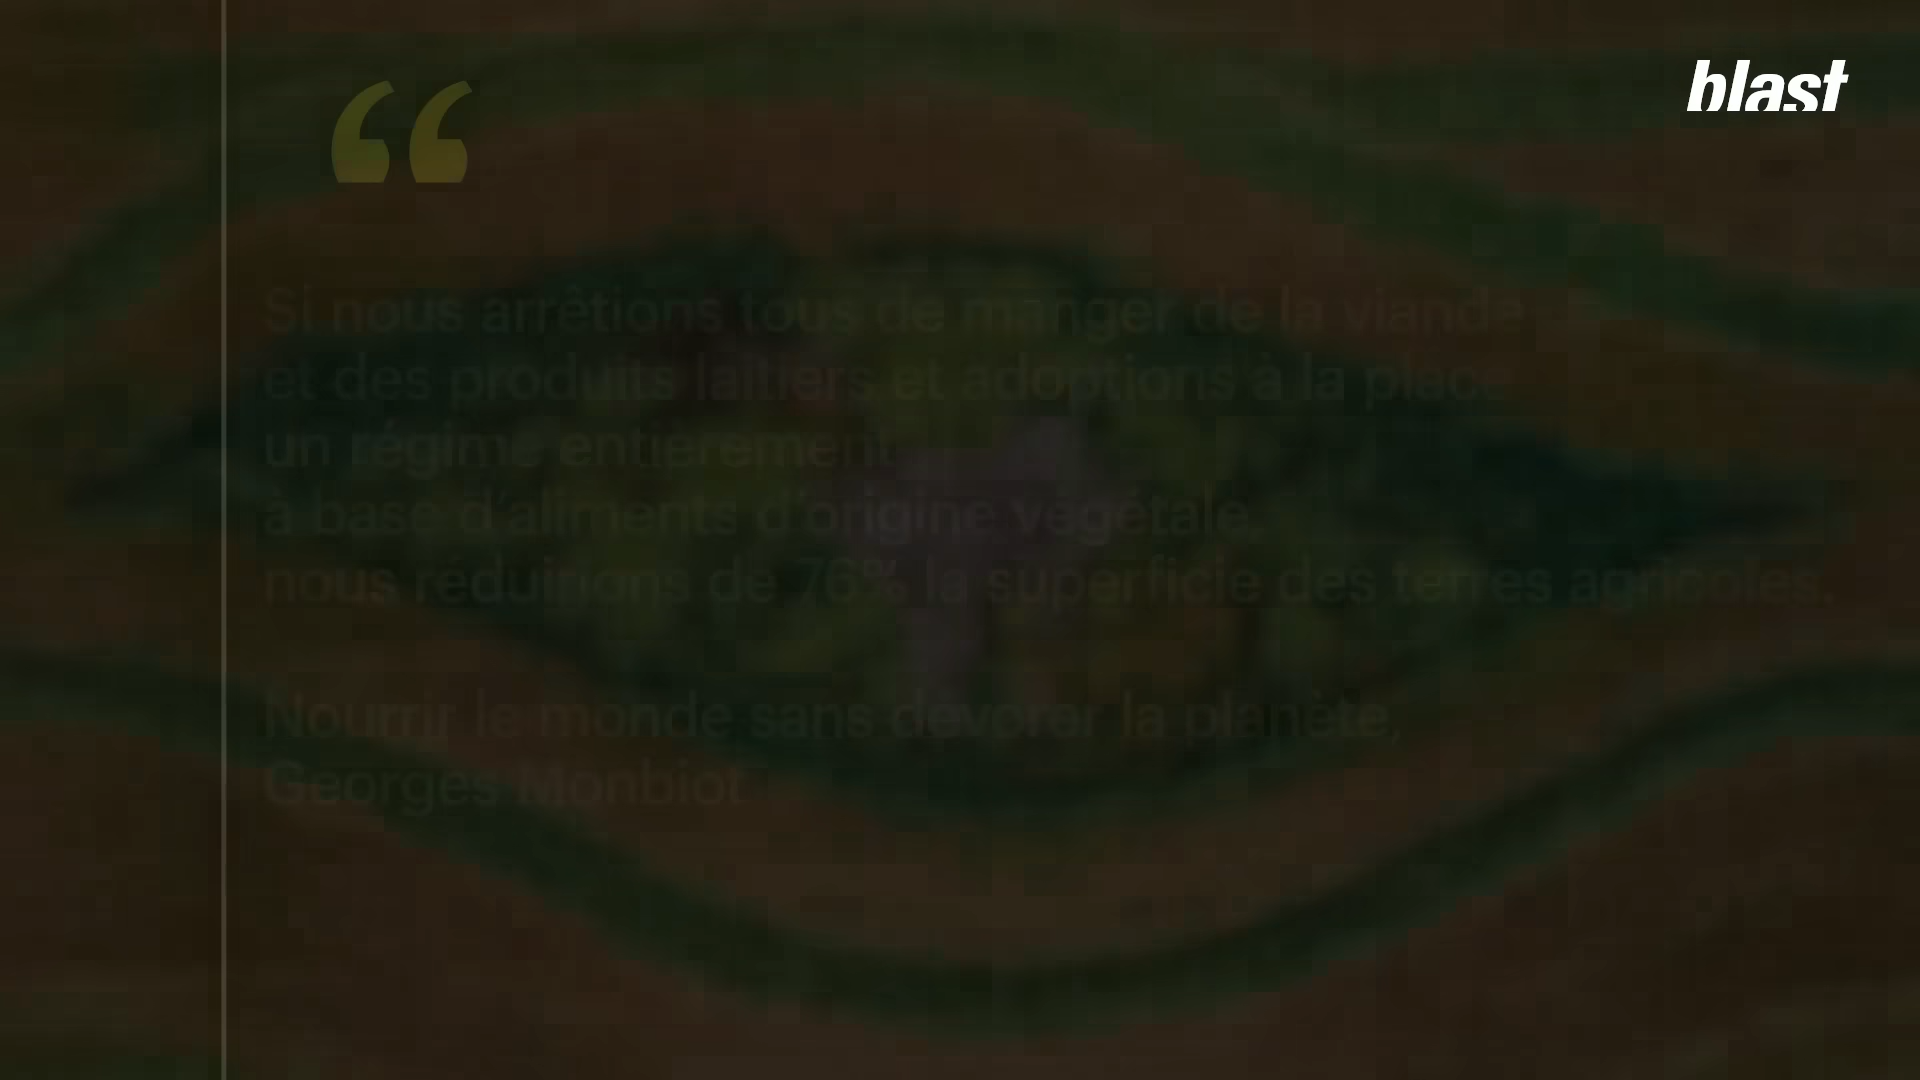 blast
“
Si nous arrêtions tous de manger de la viande
et des produits laitiers et adoptions à la place
un régime entièrement
à base d'aliments d'origine végétale,
nous réduirions de 76% la superficie des terres agricoles.
Nourrir le monde sans dévorer la planète,
Georges Monbiot